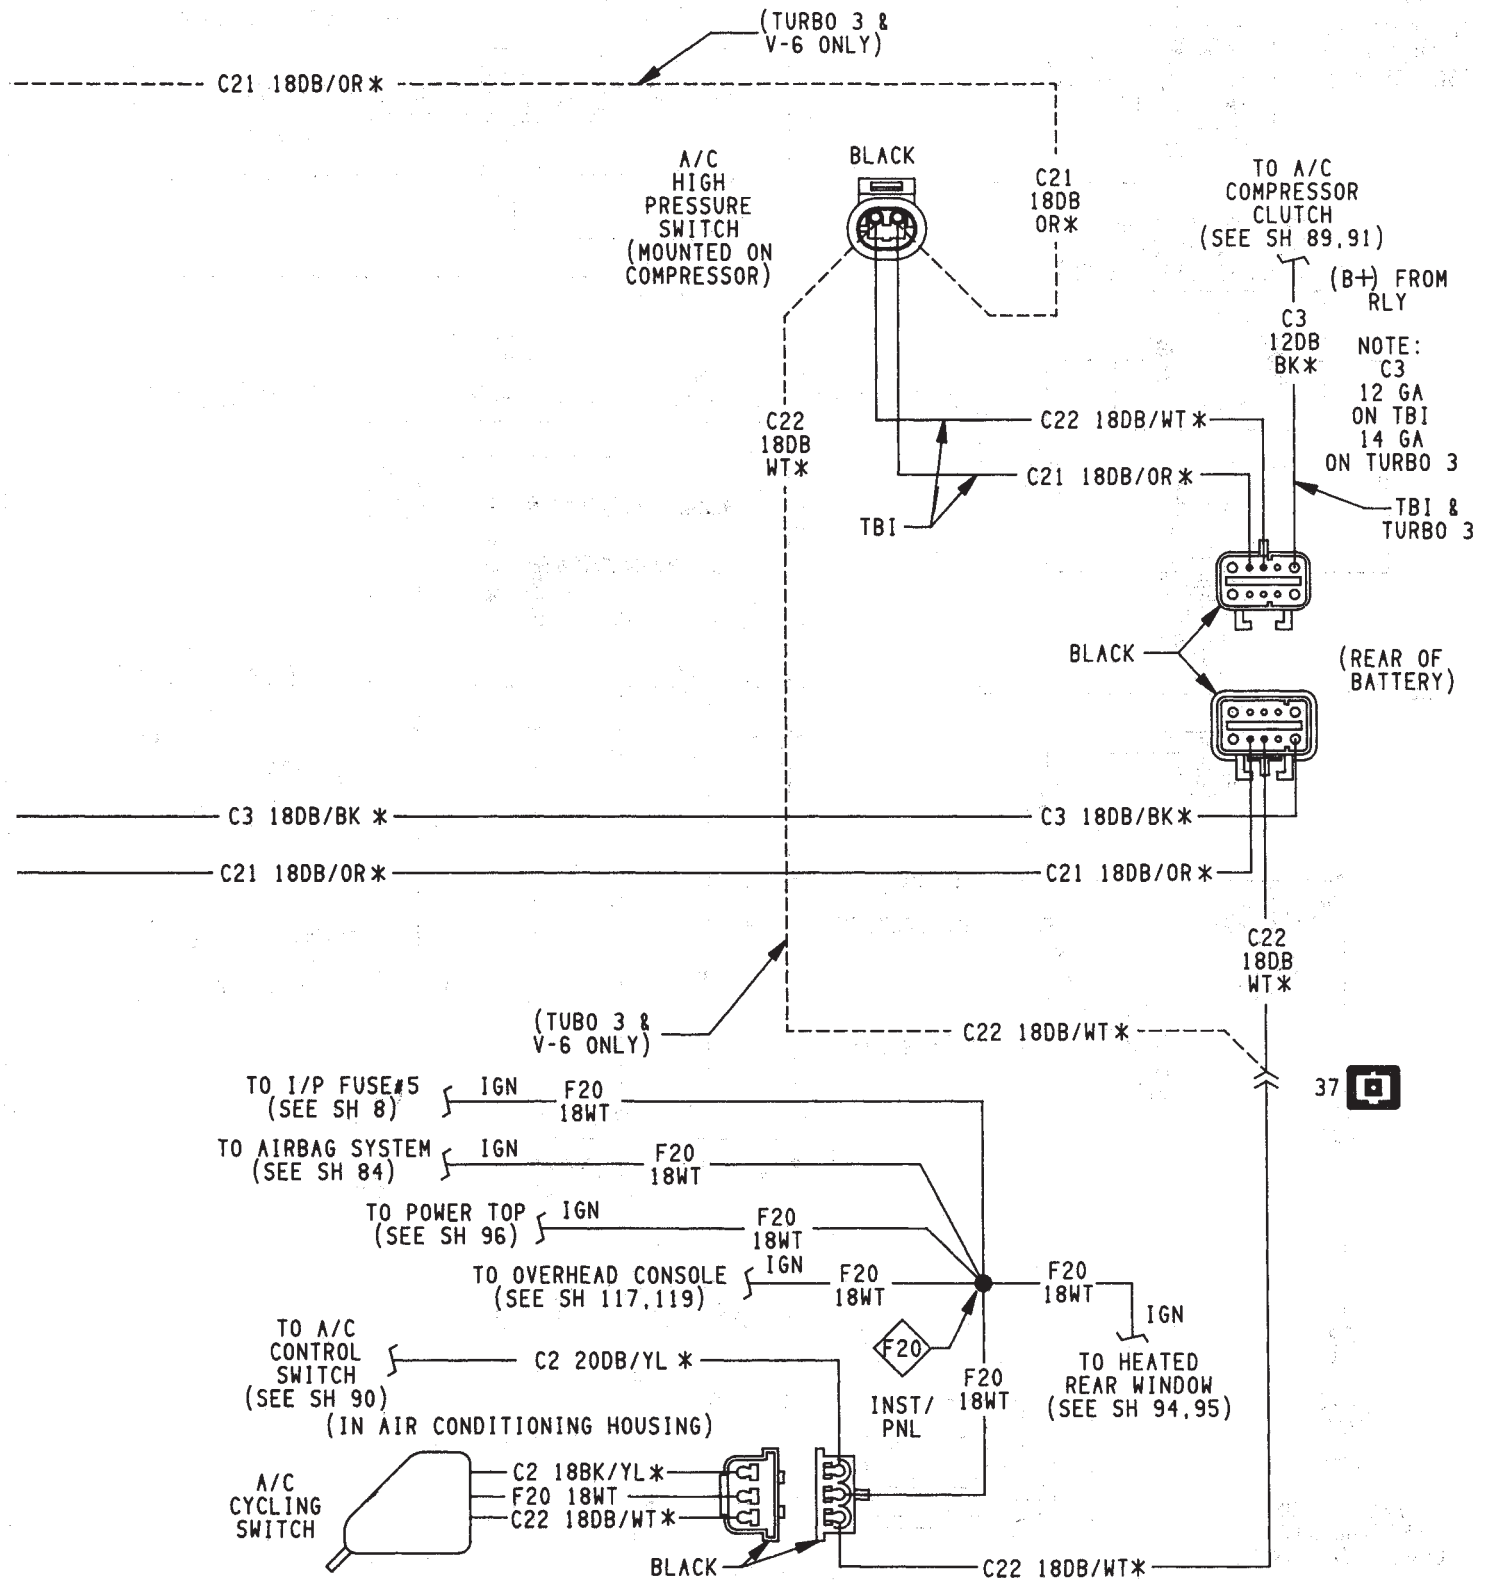 (TURBO 3 &
V-6 ONLY)
C21 18DB/OR*
A/C
HIGH
PRESSURE
SWITCH
(MOUNTED ON
COMPRESSOR)
BLACK
C21
18DB
OR*
TO A/C
COMPRESSOR
CLUTCH
(SEE SH 89,91)
(B+) FROM
RLY
C3
12DB
BK*
NOTE:
C3
12 GA
ON TBI
14 GA
ON TURBO 3
C22
18DB
WT*
C22 18DB/WT*
C21 18DB/OR*
TBI
TBI &
TURBO 3
BLACK
(REAR OF
BATTERY)
C3 18DB/BK *
C3 18DB/BK*
C21 18DB/OR*
C21 18DB/OR*
C22
18DB
WT*
(TUBO 3 &
V-6 ONLY)
C22 18DB/WT*
37
TO I/P FUSE#5
(SEE SH 8)
IGN
F20
18WT
TO AIRBAG SYSTEM
(SEE SH 84)
IGN
F20
18WT
TO POWER TOP
(SEE SH 96)
IGN
F20
18WT
TO OVERHEAD CONSOLE
(SEE SH 117,119)
IGN
F20
18WT
F20
18WT
IGN
TO HEATED
REAR WINDOW
(SEE SH 94,95)
F20
INST/
PNL
F20
18WT
TO A/C
CONTROL
SWITCH
(SEE SH 90)
C2 20DB/YL *
(IN AIR CONDITIONING HOUSING)
A/C
CYCLING
SWITCH
C2 18BK/YL*
F20 18WT
C22 18DB/WT*
BLACK
C22 18DB/WT*